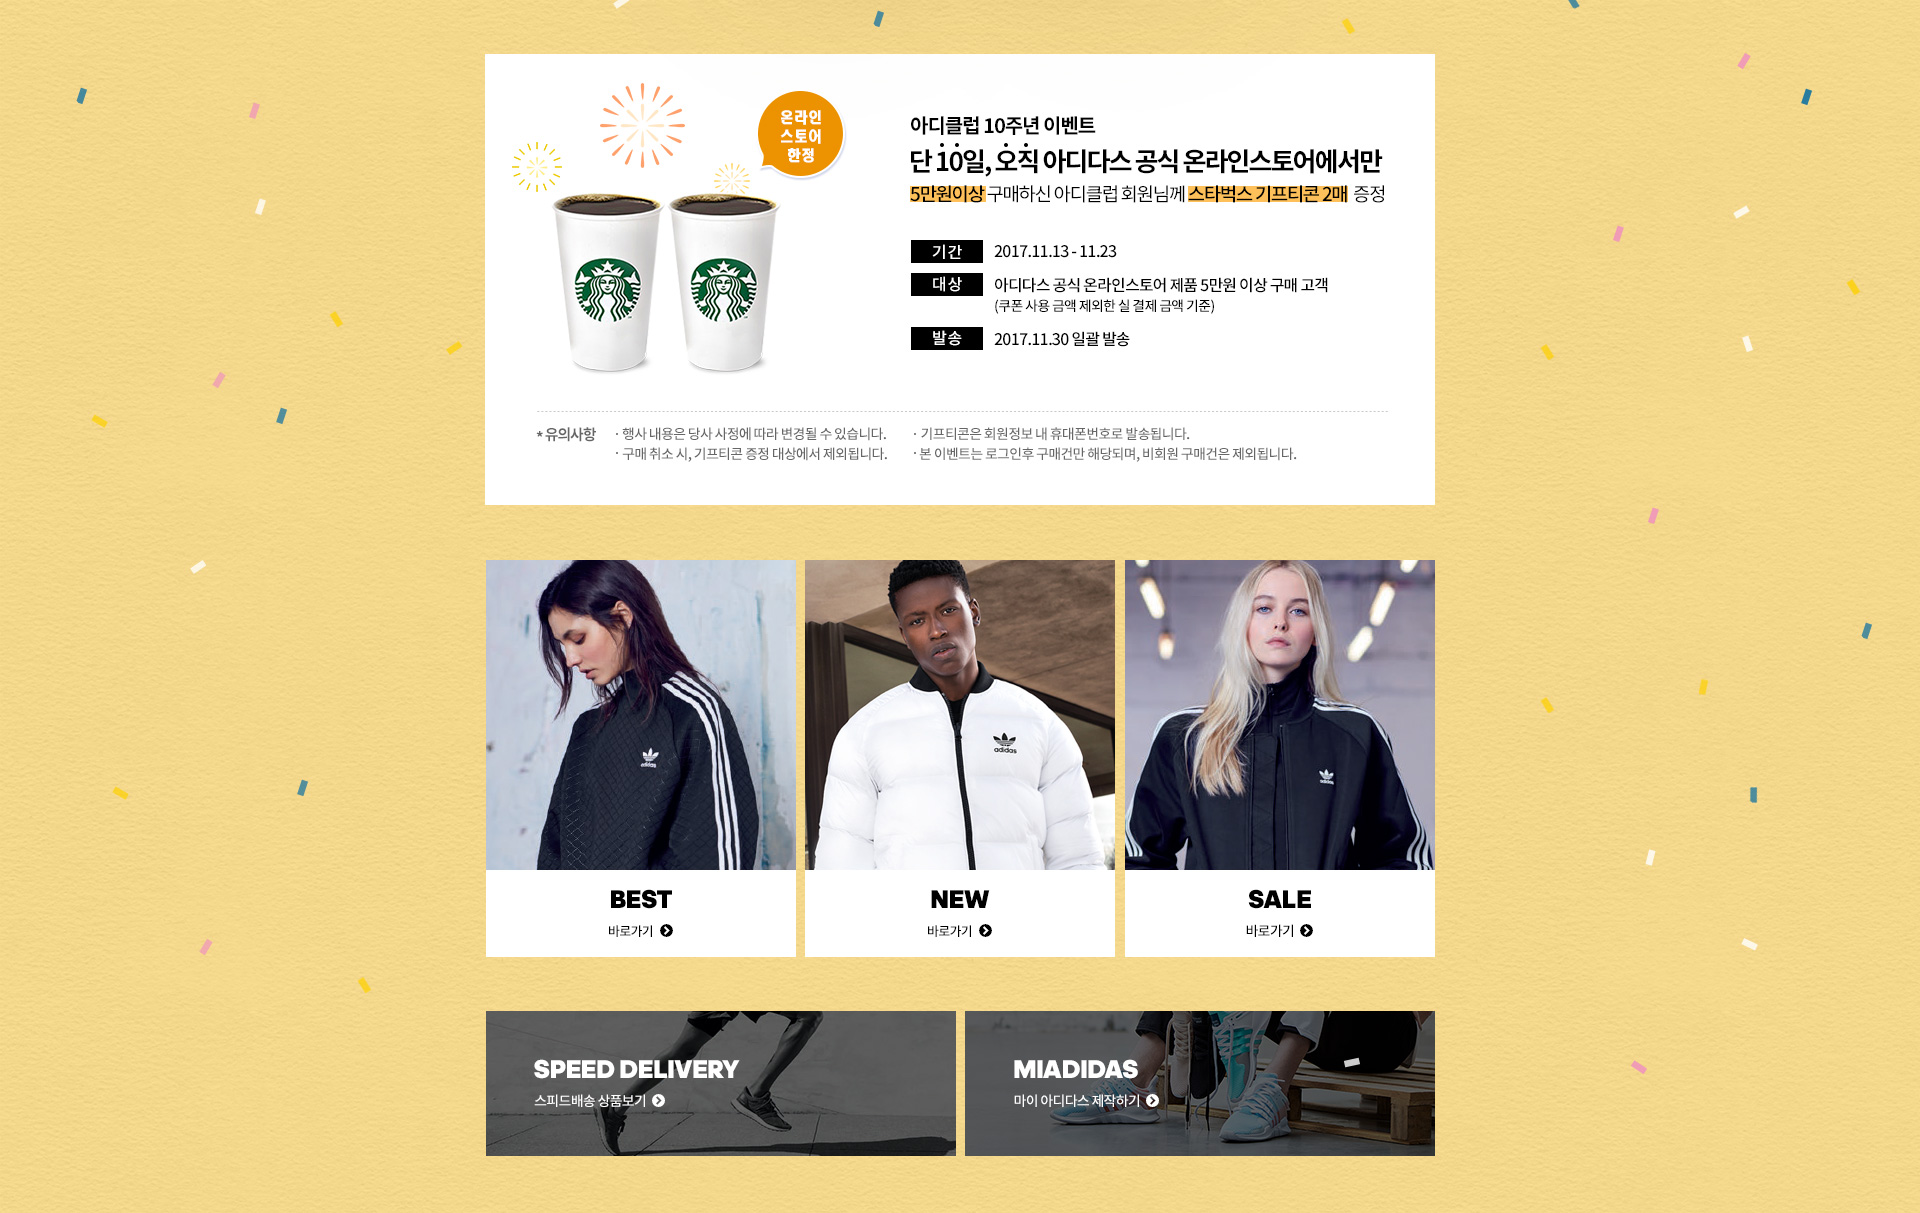 온라인
스토어
한정
아디클럽 10주년 이벤트
단 10일, 오직 아디다스 공식 온라인스토어에서만
5만원이상 구매하신 아디클럽 회원님께 스타벅스 기프티콘 2매 증정
기간 2017.11.13 - 11.23
대상 아디다스 공식 온라인스토어 제품 5만원 이상 구매 고객
(쿠폰 사용 금액 제외한 실 결제 금액 기준)
발송 2017.11.30 일괄 발송
* 유의사항
· 행사 내용은 당사 사정에 따라 변경될 수 있습니다.
· 구매 취소 시, 기프티콘 증정 대상에서 제외됩니다.
· 기프티콘은 회원정보 내 휴대폰번호로 발송됩니다.
· 본 이벤트는 로그인후 구매건만 해당되며, 비회원 구매건은 제외됩니다.
adidas
adidas
adidas
BEST
바로가기
NEW
바로가기
SALE
바로가기
SPEED DELIVERY
스피드배송 상품보기
MIADIDAS
마이 아디다스 제작하기